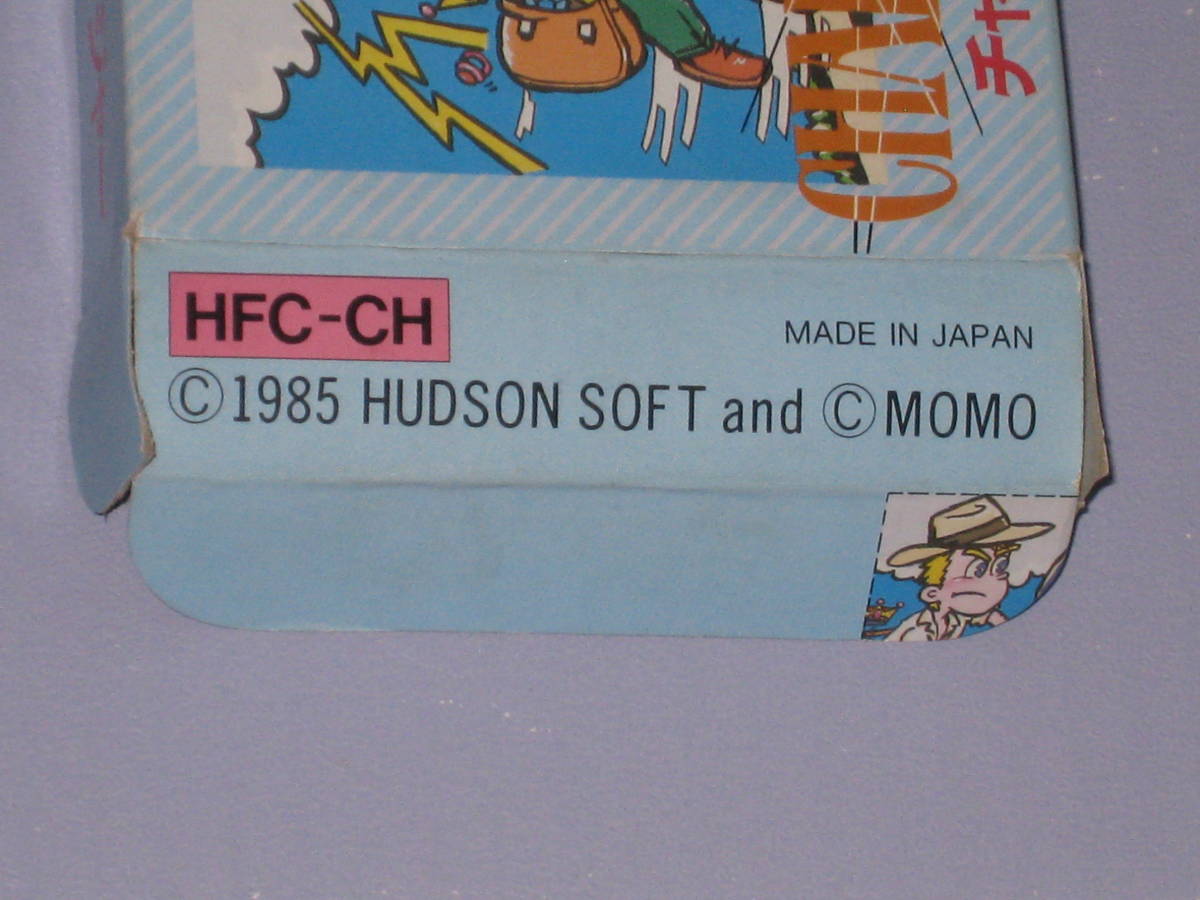 HFC-CH
MADE IN JAPAN
©1985 HUDSON SOFT and ©MOMO